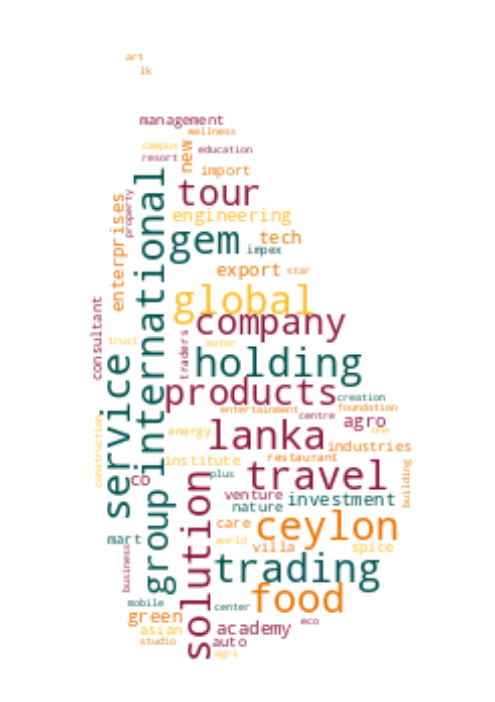 art
lk
management
wellness
campus
new
education
resort
import
property
tour
enterprises
international
engineering
gem
tech
impex
export
star
global
consultant
company
trust
traders
motor
holding
service
products
creation
entertainment
foundation
centre
agro
construction
lanka
energy
one
industries
restaurant
institute
travel
building
co
plus
group
solution
venture
investment
nature
care
ceylon
mart
world
villa
spice
business
trading
food
mobile
center
green
eco
asian
academy
studio
auto
agri